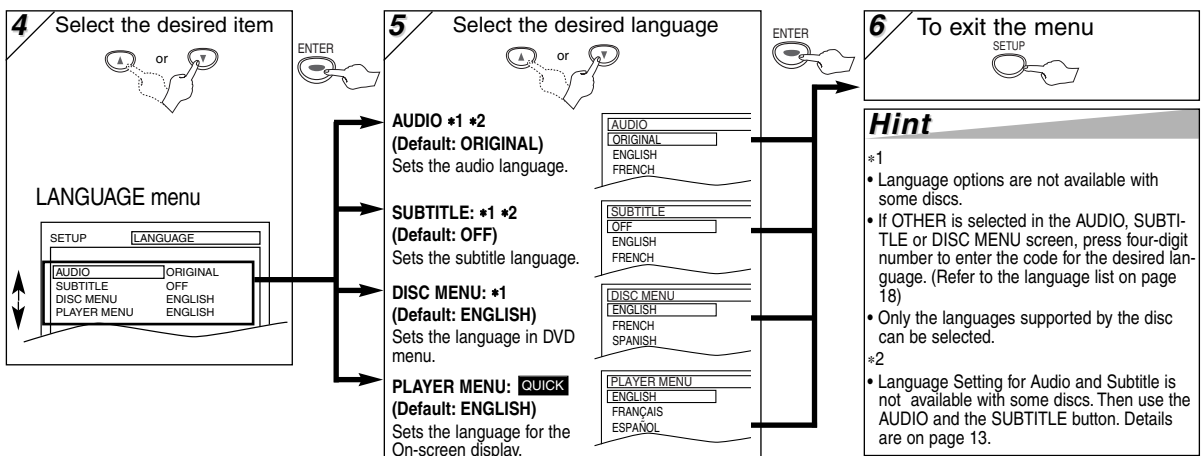 4 Select the desired item
or
ENTER
LANGUAGE menu
SETUP LANGUAGE
AUDIO ORIGINAL
SUBTITLE OFF
DISC MENU ENGLISH
PLAYER MENU ENGLISH
5 Select the desired language
or
ENTER
AUDIO *1 *2
(Default: ORIGINAL)
Sets the audio language.
AUDIO
ORIGINAL
ENGLISH
FRENCH
SUBTITLE: *1 *2
(Default: OFF)
Sets the subtitle language.
SUBTITLE
OFF
ENGLISH
FRENCH
DISC MENU: *1
(Default: ENGLISH)
Sets the language in DVD
menu.
DISC MENU
ENGLISH
FRENCH
SPANISH
PLAYER MENU: QUICK
(Default: ENGLISH)
Sets the language for the
On-screen display.
PLAYER MENU
ENGLISH
FRANÇAIS
ESPAÑOL
6 To exit the menu
SETUP
Hint
*1
• Language options are not available with
some discs.
• If OTHER is selected in the AUDIO, SUBTI-
TLE or DISC MENU screen, press four-digit
number to enter the code for the desired lan-
guage. (Refer to the language list on page
18)
• Only the languages supported by the disc
can be selected.
*2
• Language Setting for Audio and Subtitle is
not available with some discs. Then use the
AUDIO and the SUBTITLE button. Details
are on page 13.